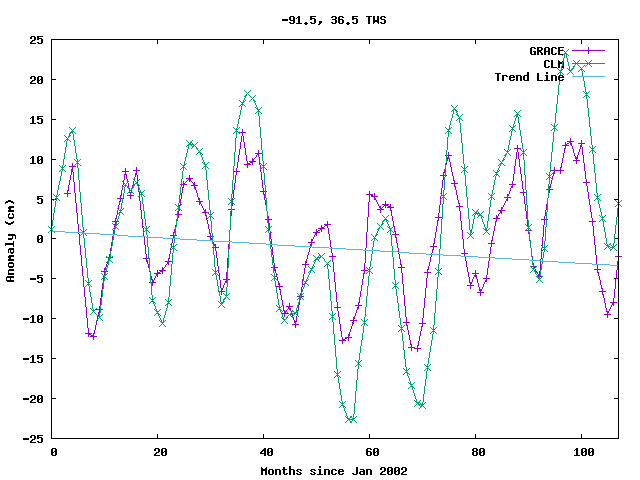 -91.5, 36.5 TWS
GRACE
CLM
Trend Line
25
20
15
10
5
0
-5
-10
-15
-20
-25
Anomaly (cm)
0 20 40 60 80 100
Months since Jan 2002